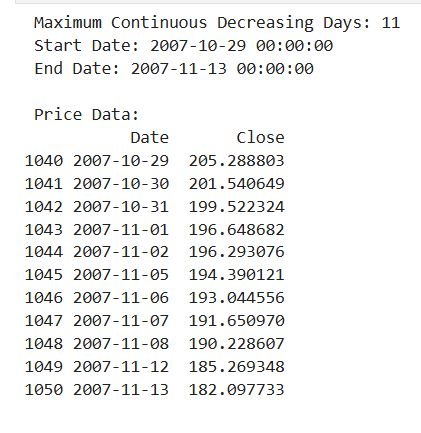 Maximum Continuous Decreasing Days: 11
Start Date: 2007-10-29 00:00:00
End Date: 2007-11-13 00:00:00

Price Data:
           Date       Close
1040 2007-10-29  205.288803
1041 2007-10-30  201.540649
1042 2007-10-31  199.522324
1043 2007-11-01  196.648682
1044 2007-11-02  196.293076
1045 2007-11-05  194.390121
1046 2007-11-06  193.044556
1047 2007-11-07  191.650970
1048 2007-11-08  190.228607
1049 2007-11-12  185.269348
1050 2007-11-13  182.097733